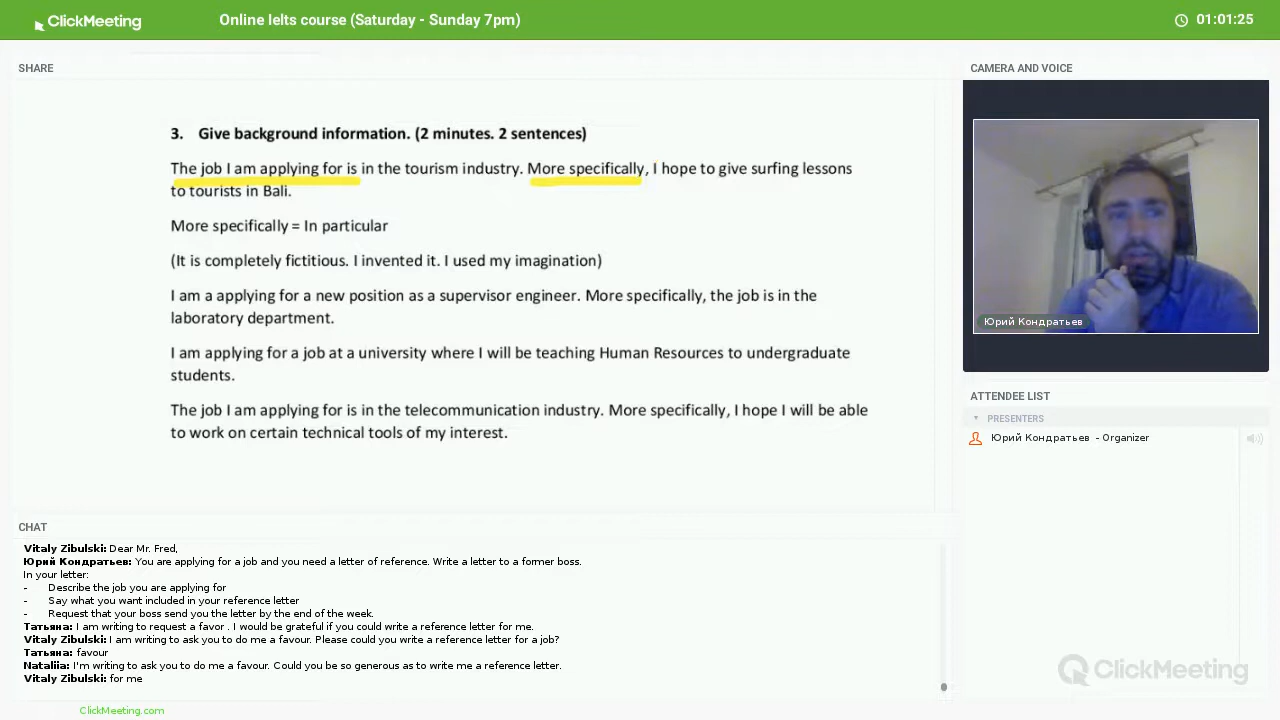 ClickMeeting
Online Ielts course (Saturday - Sunday 7pm)
01:01:25
SHARE
3. Give background information. (2 minutes. 2 sentences)
The job I am applying for is in the tourism industry. More specifically, I hope to give surfing lessons
to tourists in Bali.
More specifically = In particular
(It is completely fictitious. I invented it. I used my imagination)
I am a applying for a new position as a supervisor engineer. More specifically, the job is in the
laboratory department.
I am applying for a job at a university where I will be teaching Human Resources to undergraduate
students.
The job I am applying for is in the telecommunication industry. More specifically, I hope I will be able
to work on certain technical tools of my interest.
CAMERA AND VOICE
Юрий Кондратьев
ATTENDEE LIST
PRESENTERS
Юрий Кондратьев - Organizer
CHAT
Vitaly Zibulski: Dear Mr. Fred,
Юрий Кондратьев: You are applying for a job and you need a letter of reference. Write a letter to a former boss.
In your letter:
- Describe the job you are applying for
- Say what you want included in your reference letter
- Request that your boss send you the letter by the end of the week.
Татьяна: I am writing to request a favor . I would be grateful if you could write a reference letter for me.
Vitaly Zibulski: I am writing to ask you to do me a favour. Please could you write a reference letter for a job?
Татьяна: favour
Nataliia: I'm writing to ask you to do me a favour. Could you be so generous as to write me a reference letter.
Vitaly Zibulski: for me
ClickMeeting
ClickMeeting.com